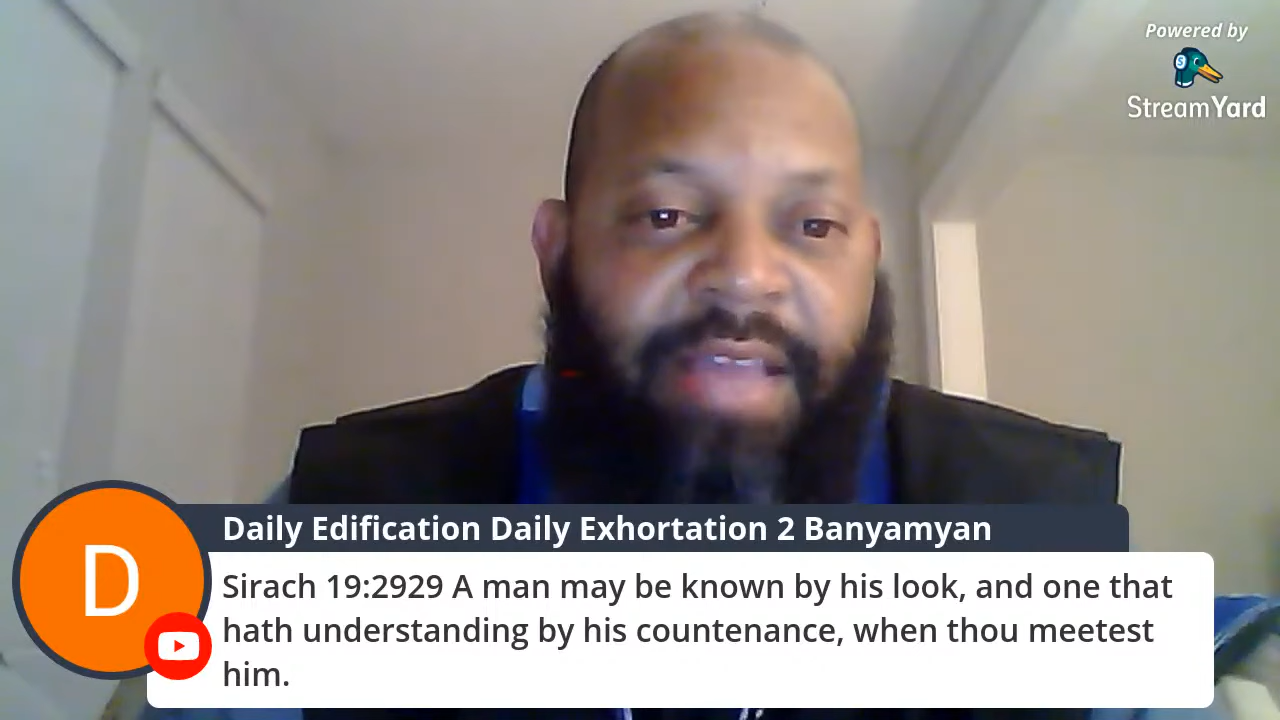 Powered by
StreamYard
Daily Edification Daily Exhortation 2 Banyamyan
D
Sirach 19:2929 A man may be known by his look, and one that
hath understanding by his countenance, when thou meetest
him.